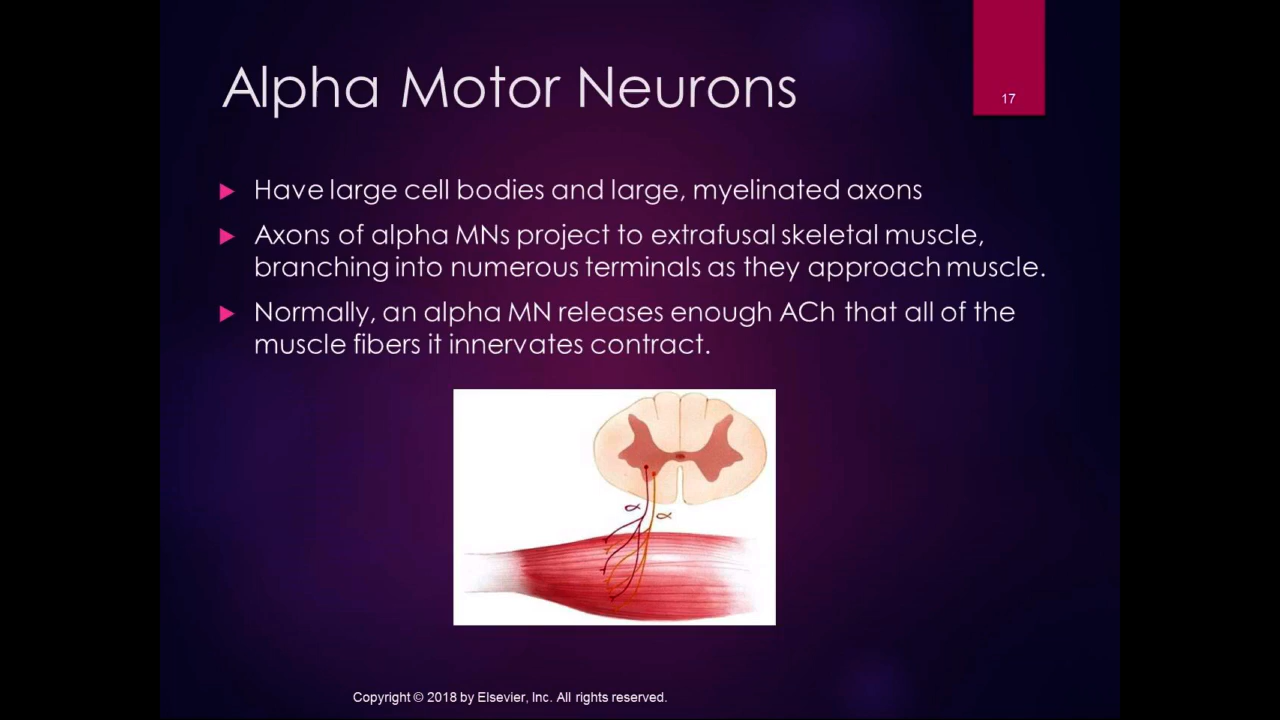 Alpha Motor Neurons
17
Have large cell bodies and large, myelinated axons
Axons of alpha MNs project to extrafusal skeletal muscle,
branching into numerous terminals as they approach muscle.
Normally, an alpha MN releases enough ACh that all of the
muscle fibers it innervates contract.
α
α
Copyright © 2018 by Elsevier, Inc. All rights reserved.